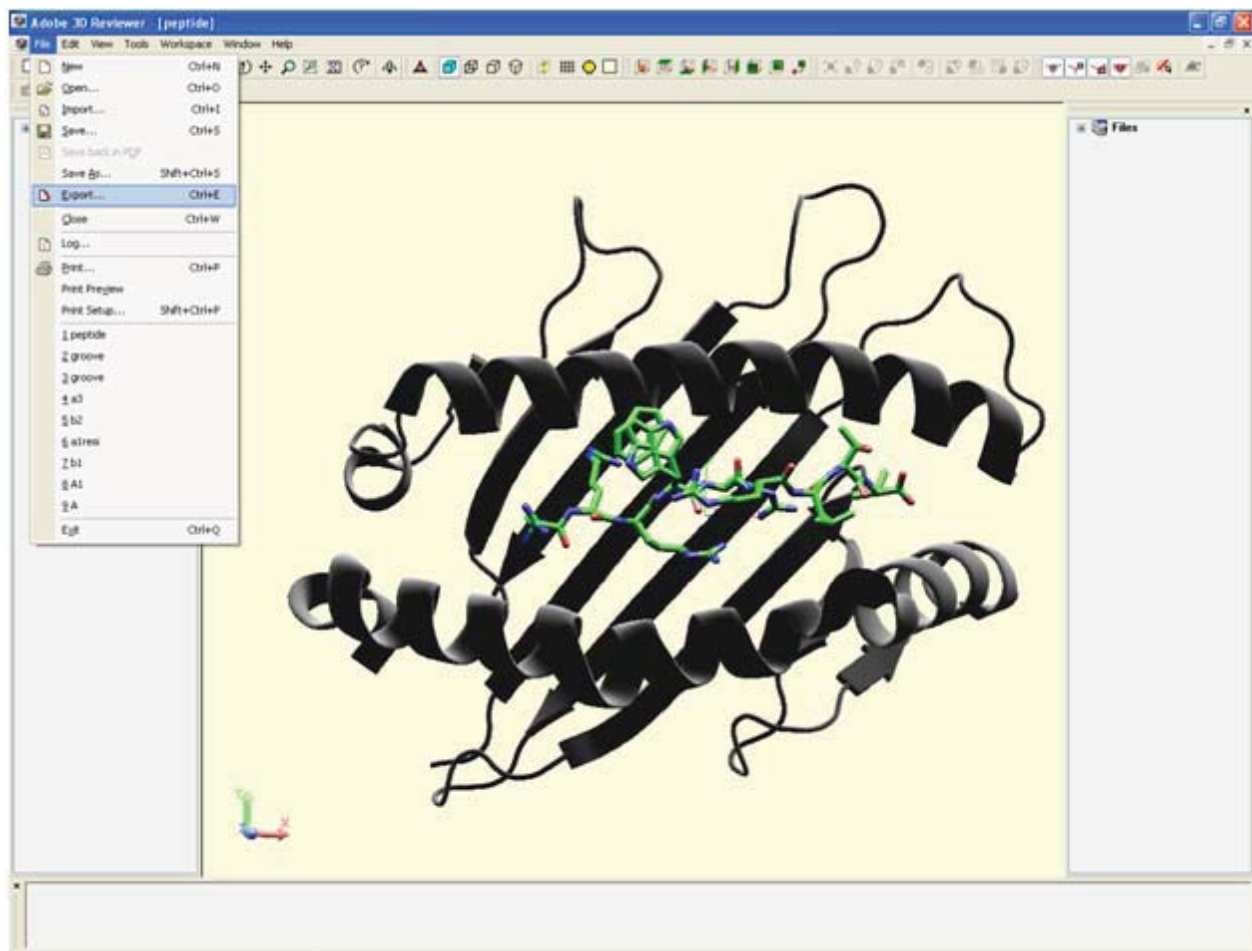 Adobe 3D Reviewer - [peptide]
File Edit View Tools Workspace Window Help
New Ctrl+N
Open... Ctrl+O
Import... Ctrl+I
Save... Ctrl+S
Save back in PDF
Save As... Shift+Ctrl+S
Export... Ctrl+E
Close Ctrl+W
Log...
Print... Ctrl+P
Print Preview
Print Setup... Shift+Ctrl+P
1 peptide
2 groove
3 groove
4 a3
5 b2
6 a1resi
7 b1
8 A1
9 A
Exit Ctrl+Q
Files
Y
X